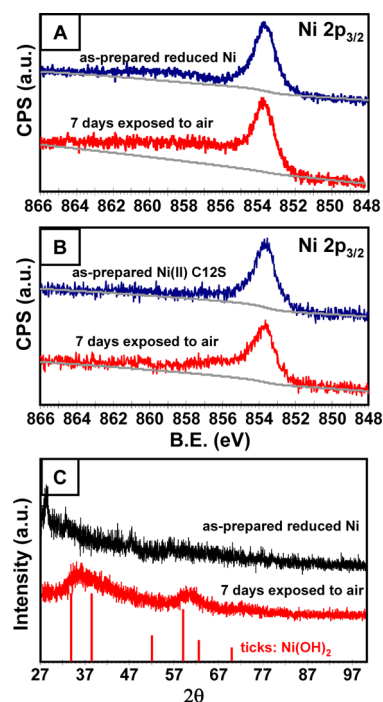 A
Ni 2p3/2
as-prepared reduced Ni
7 days exposed to air
CPS (a.u.)
866 864 862 860 858 856 854 852 850 848
B
Ni 2p3/2
as-prepared Ni(II) C12S
7 days exposed to air
CPS (a.u.)
866 864 862 860 858 856 854 852 850 848
B.E. (eV)
C
as-prepared reduced Ni
7 days exposed to air
ticks: Ni(OH)2
Intensity (a.u.)
27 37 47 57 67 77 87 97
2θ